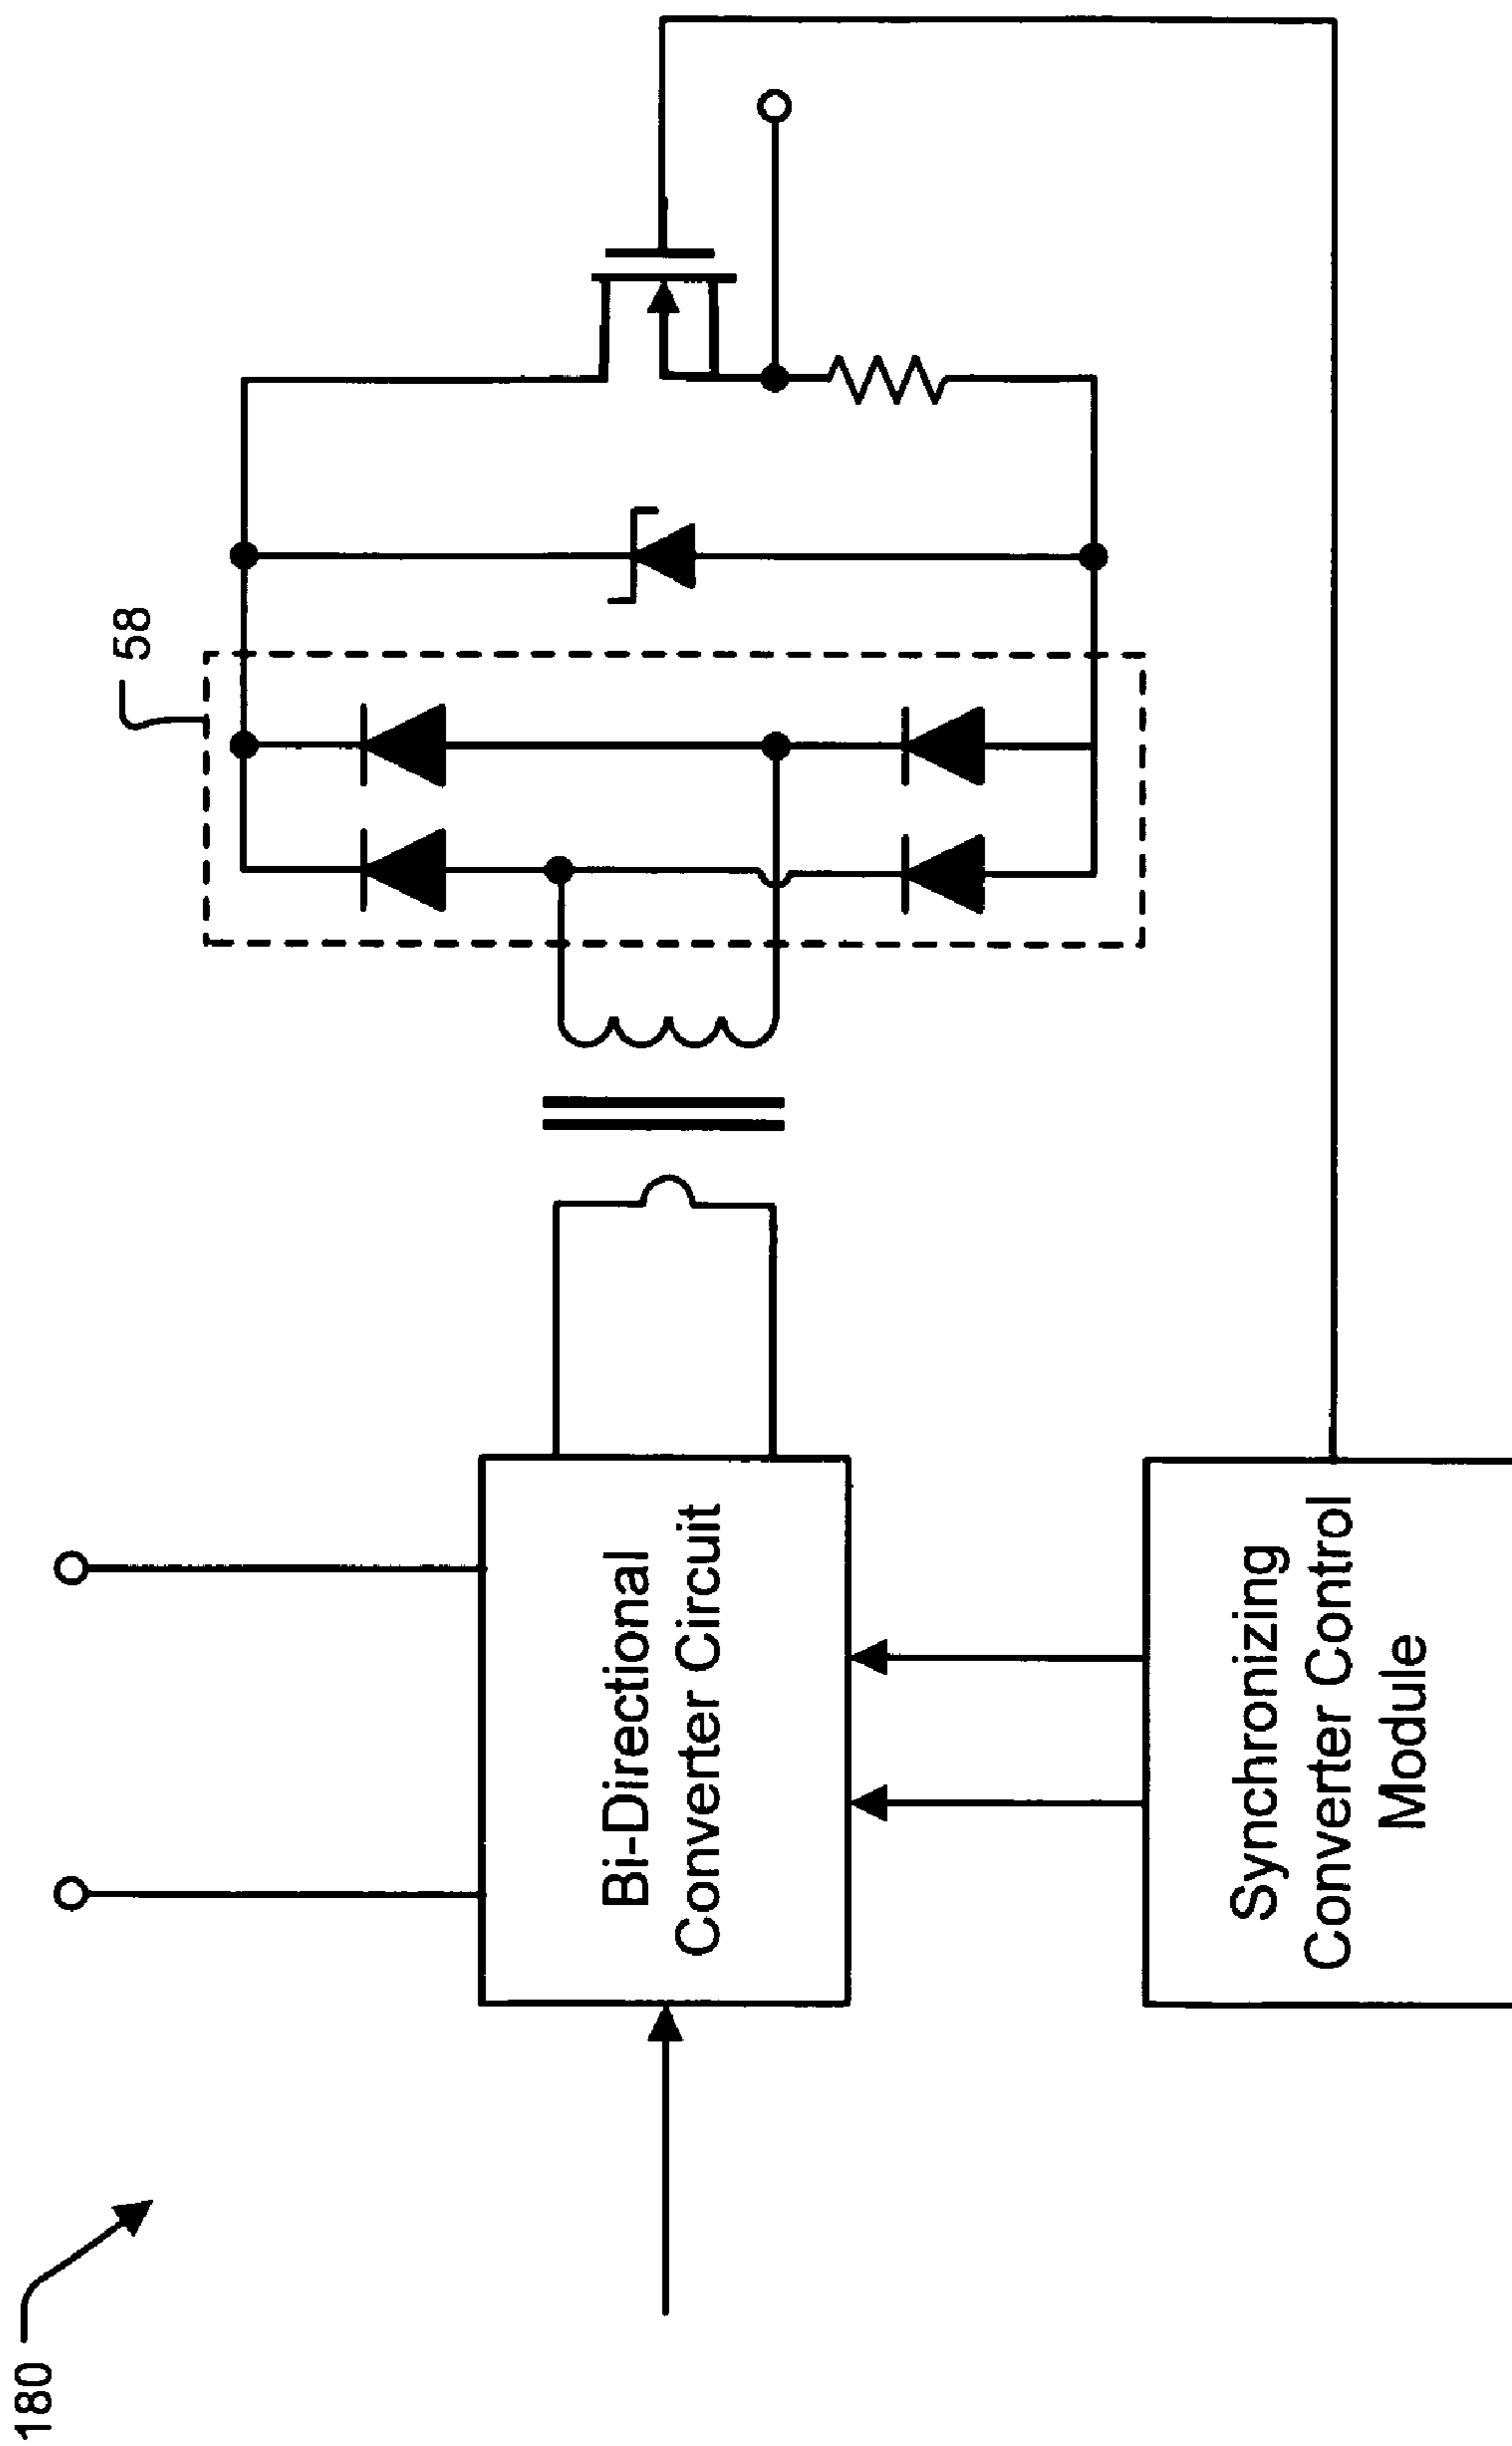 180
58
Bi-Directional
Converter Circuit
Synchronizing
Converter Control
Module